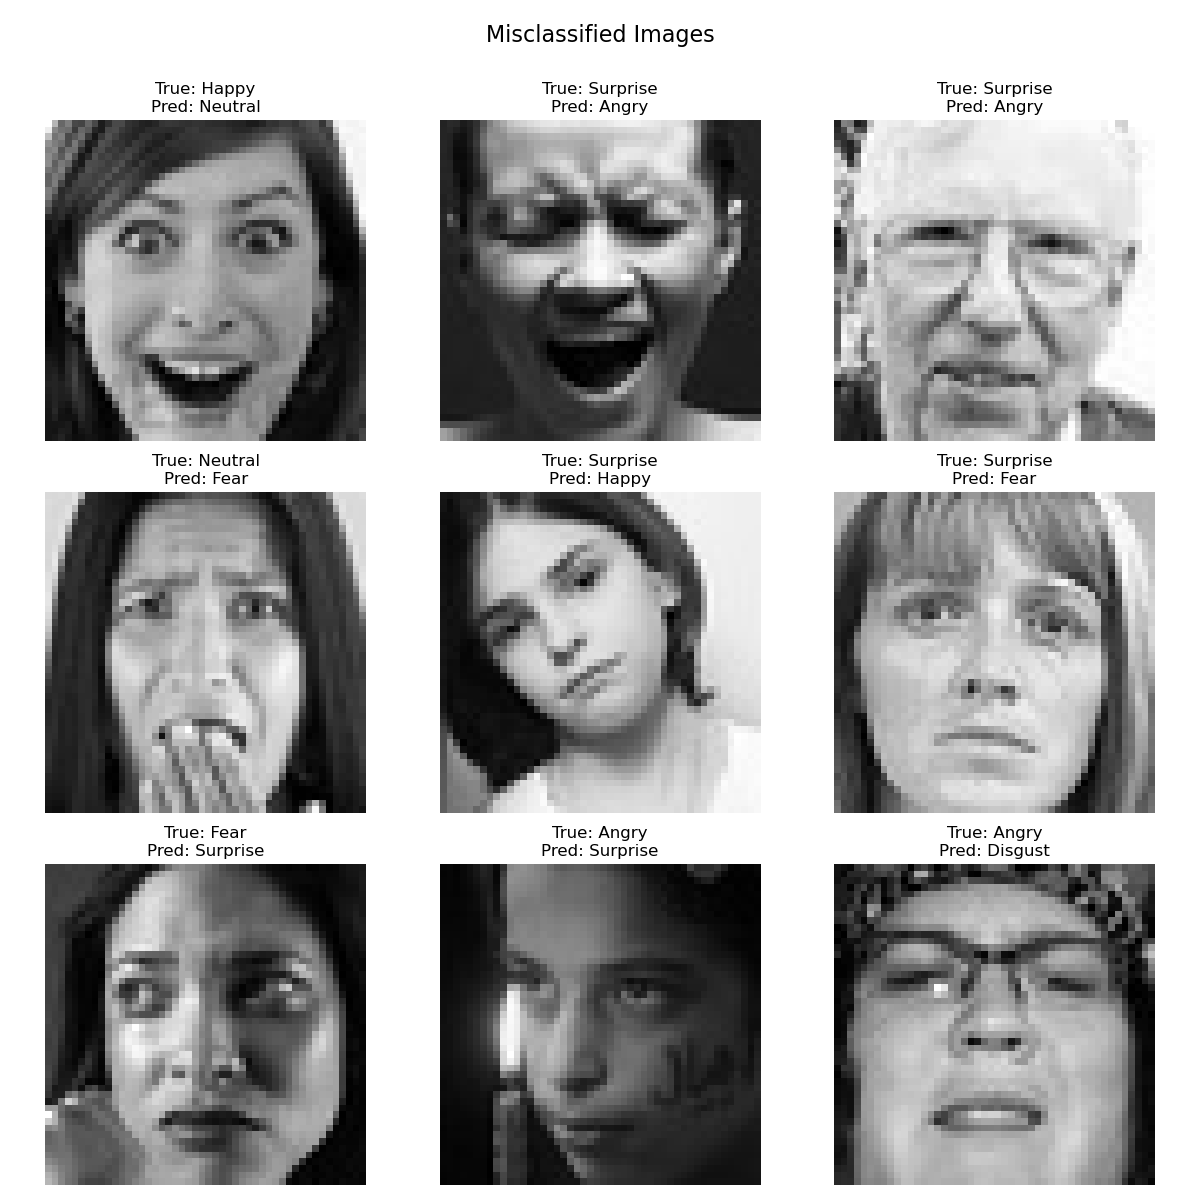 Misclassified Images
True: Happy
Pred: Neutral
True: Surprise
Pred: Angry
True: Surprise
Pred: Angry
True: Neutral
Pred: Fear
True: Surprise
Pred: Happy
True: Surprise
Pred: Fear
True: Fear
Pred: Surprise
True: Angry
Pred: Surprise
True: Angry
Pred: Disgust